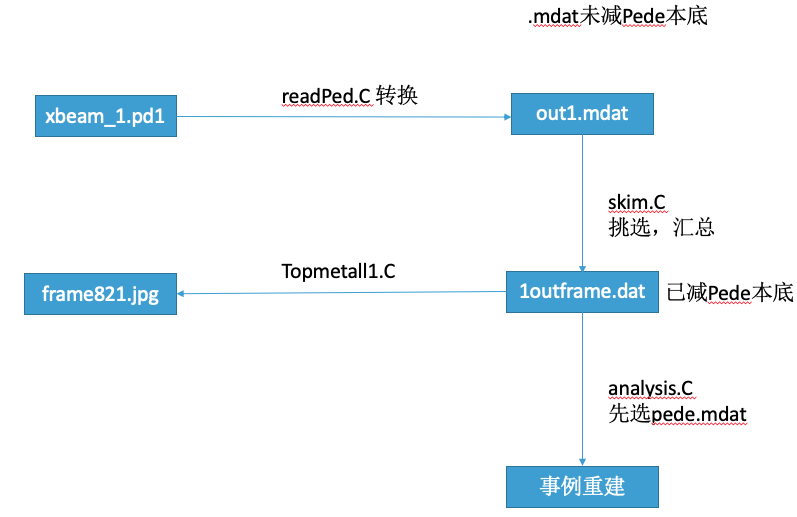 .mdat未减Pede本底
readPed.C 转换
xbeam_1.pd1
out1.mdat
skim.C
挑选，汇总
Topmetall1.C
frame821.jpg
1outframe.dat
已减Pede本底
analysis.C
先选pede.mdat
事例重建